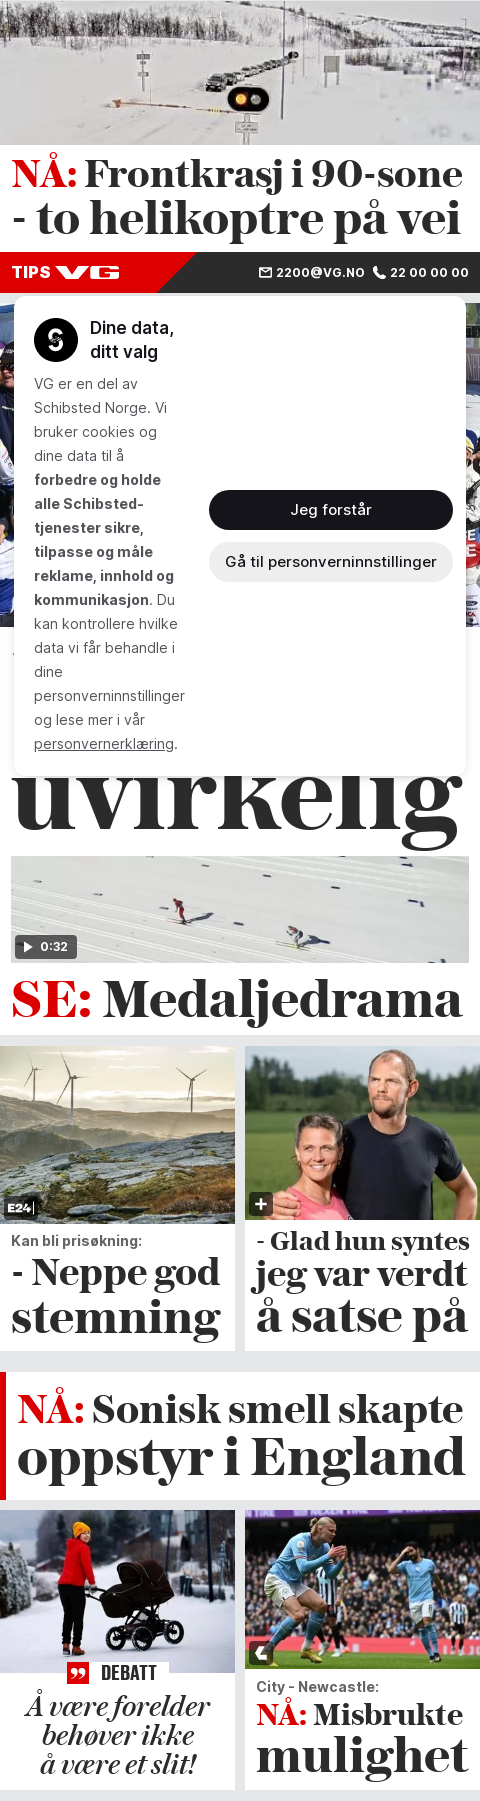 NÅ: Frontkrasj i 90-sone
- to helikoptre på vei
TIPS VG
2200@VG.NO
22 00 00 00
Dine data,
ditt valg
VG er en del av
Schibsted Norge. Vi
bruker cookies og
dine data til å
forbedre og holde
alle Schibsted-
tjenester sikre,
tilpasse og måle
reklame, innhold og
kommunikasjon. Du
kan kontrollere hvilke
data vi får behandle i
dine
personverninnstillinger
og lese mer i vår
personvernerklæring.
Jeg forstår
Gå til personverninnstillinger
uvirkelig
0:32
SE: Medaljedrama
E24
Kan bli prisøkning:
- Neppe god
stemning
- Glad hun syntes
jeg var verdt
å satse på
NÅ: Sonisk smell skapte
oppstyr i England
DEBATT
Å være forelder
behøver ikke
å være et slit!
City - Newcastle:
NÅ: Misbrukte
mulighet